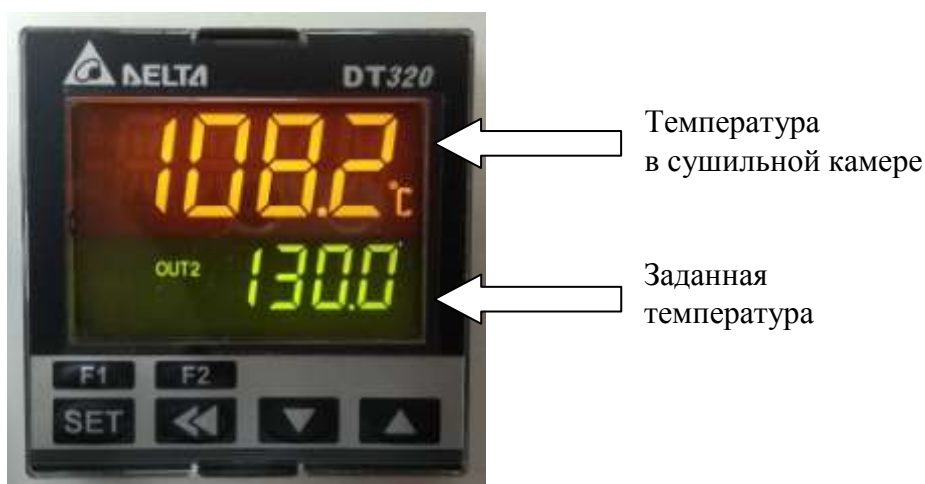 DELTA DT320
108.2 °C
Температура
в сушильной камере
OUT2 130.0
Заданная
температура
F1 F2
SET